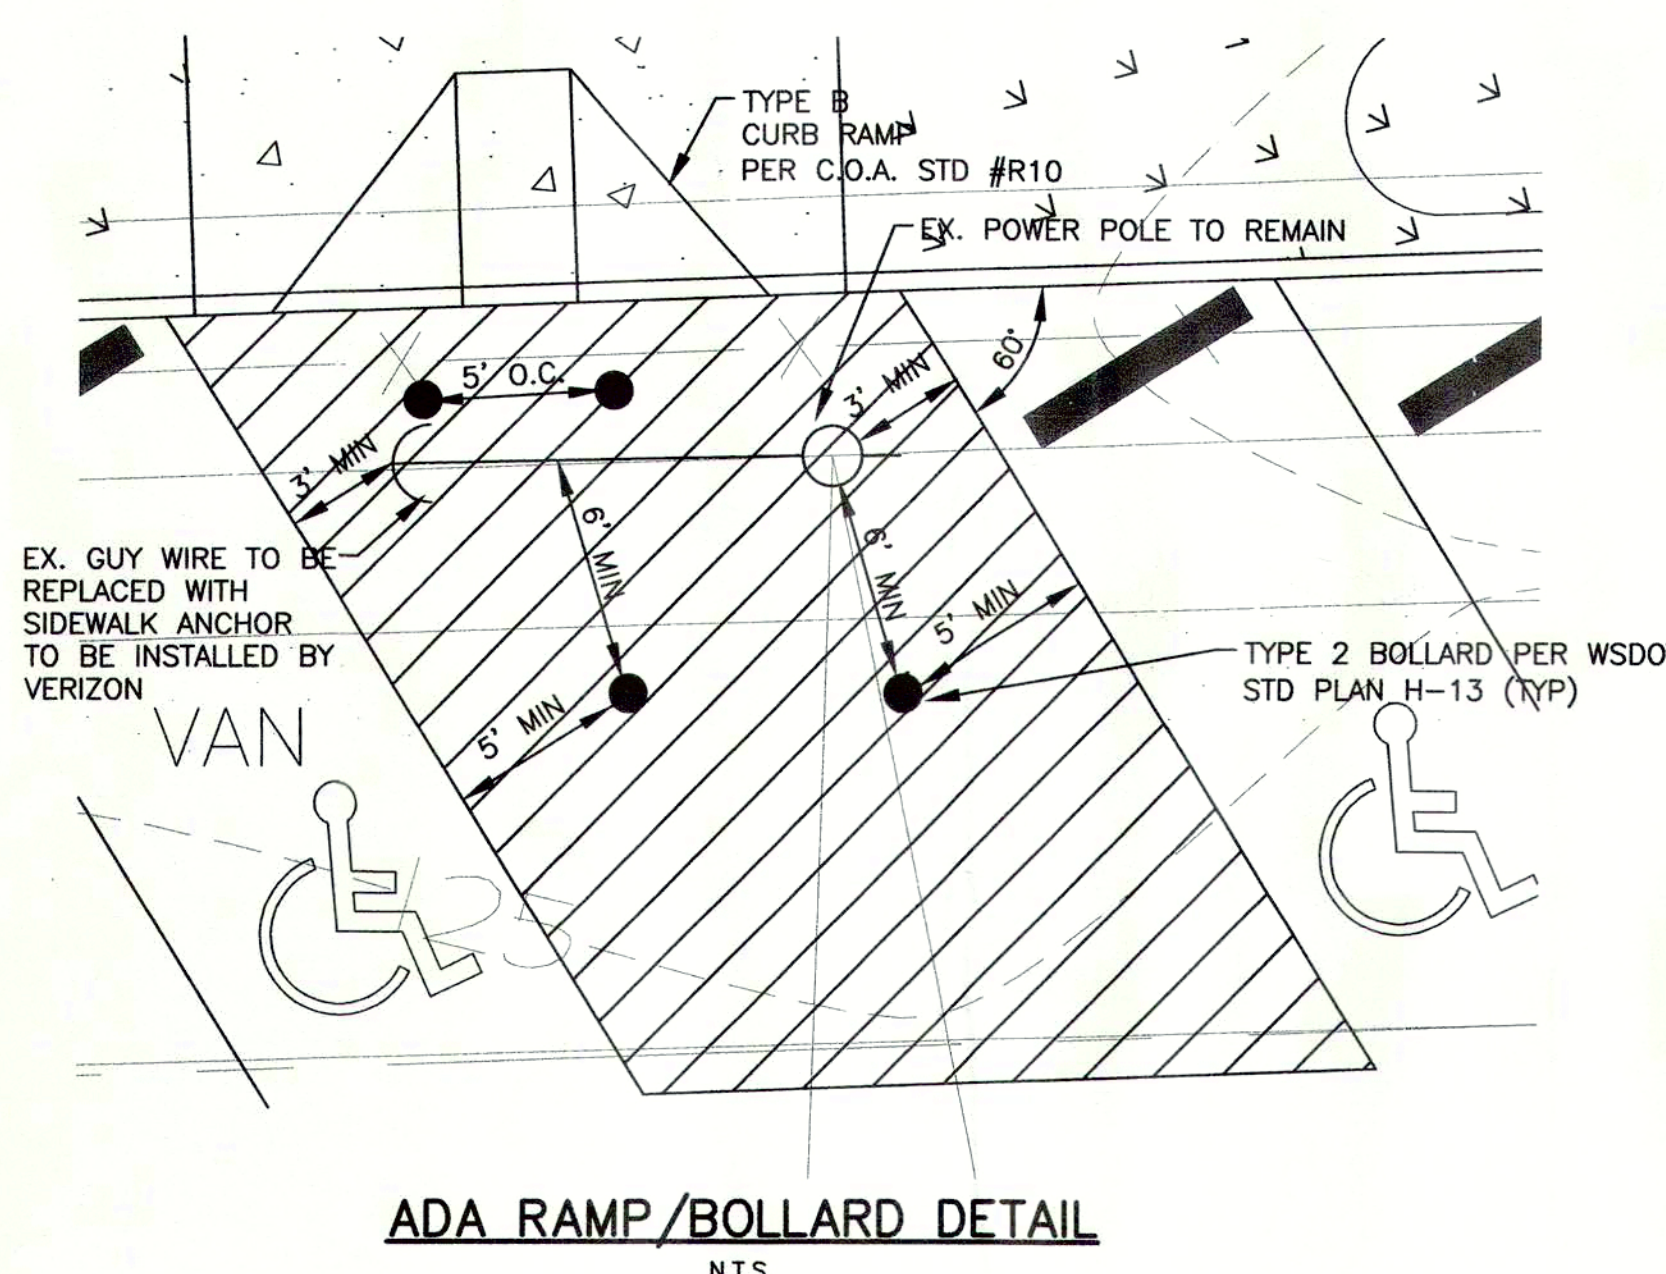 TYPE B
CURB RAMP
PER C.O.A. STD #R10
EX. POWER POLE TO REMAIN
60°
5' O.C.
3' MIN
3' MIN
6' MIN
6' MIN
EX. GUY WIRE TO BE
REPLACED WITH
SIDEWALK ANCHOR
TO BE INSTALLED BY
VERIZON
5' MIN
TYPE 2 BOLLARD PER WSDO
STD PLAN H-13 (TYP)
5' MIN
VAN
ADA RAMP/BOLLARD DETAIL
NTS